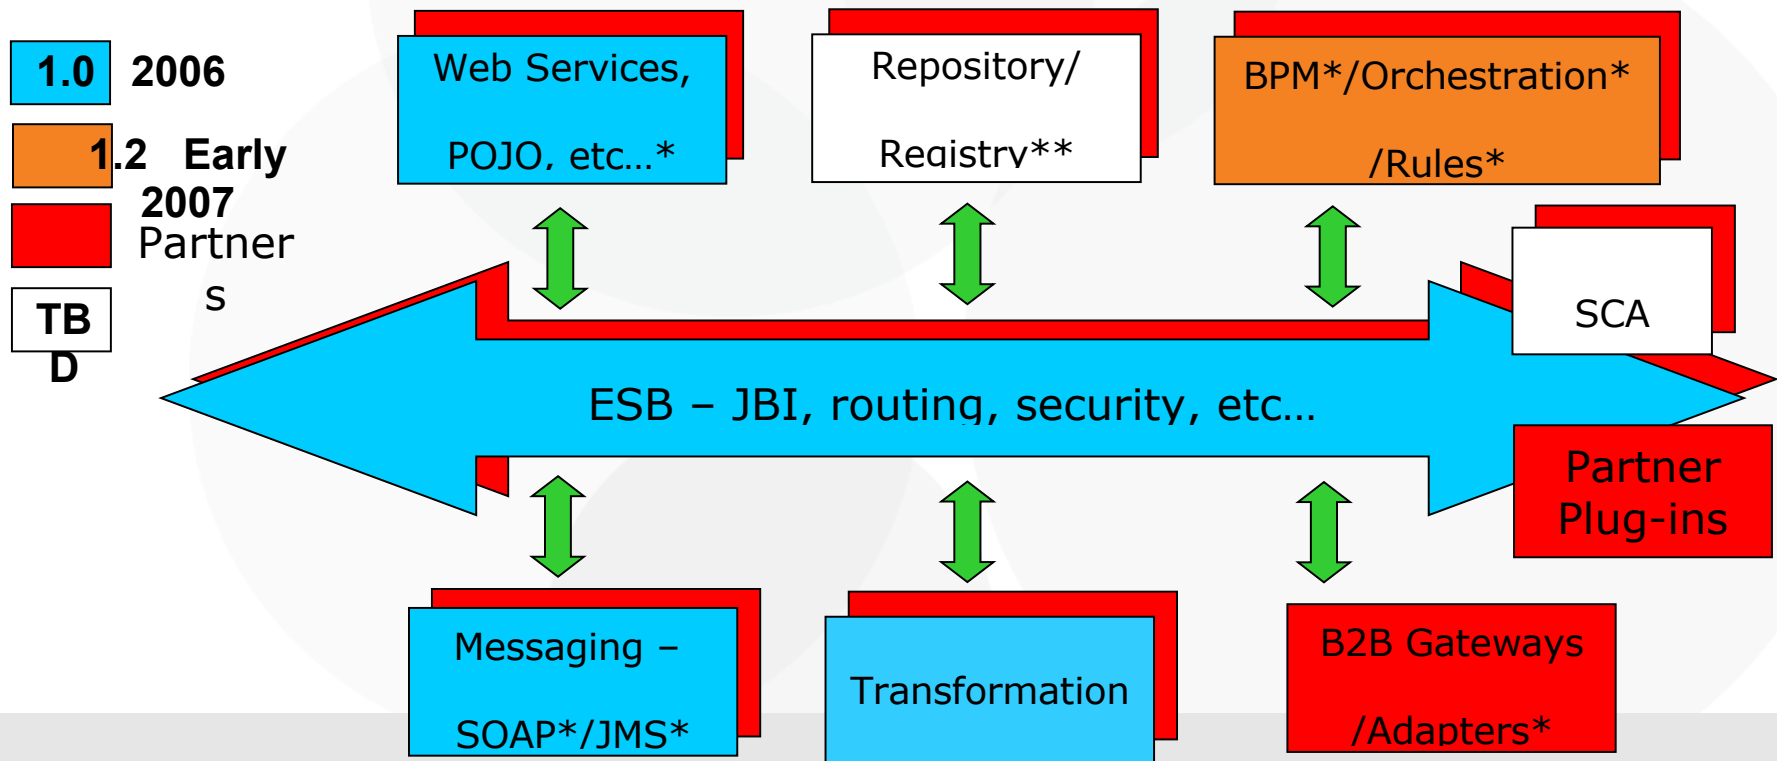 1.0 2006
1.2 Early
2007
Partner
s
TB
D
Web Services,
POJO, etc...*
Repository/
Registry**
BPM*/Orchestration*
/Rules*
SCA
ESB – JBI, routing, security, etc...
Partner
Plug-ins
Messaging –
SOAP*/JMS*
Transformation
B2B Gateways
/Adapters*